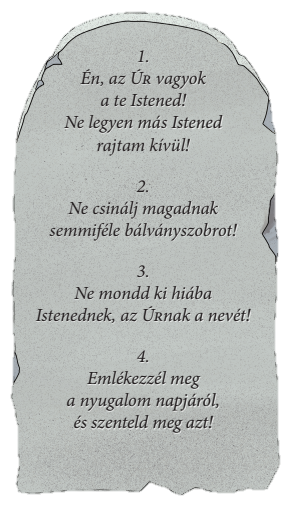 1.
Én, az ÚR vagyok
a te Istened!
Ne legyen más Istened
rajtam kívül!
2.
Ne csinálj magadnak
semmiféle bálványszobrot!
3.
Ne mondd ki hiába
Istenednek, az ÚRnak a nevét!
4.
Emlékezzél meg
a nyugalom napjáról,
és szenteld meg azt!